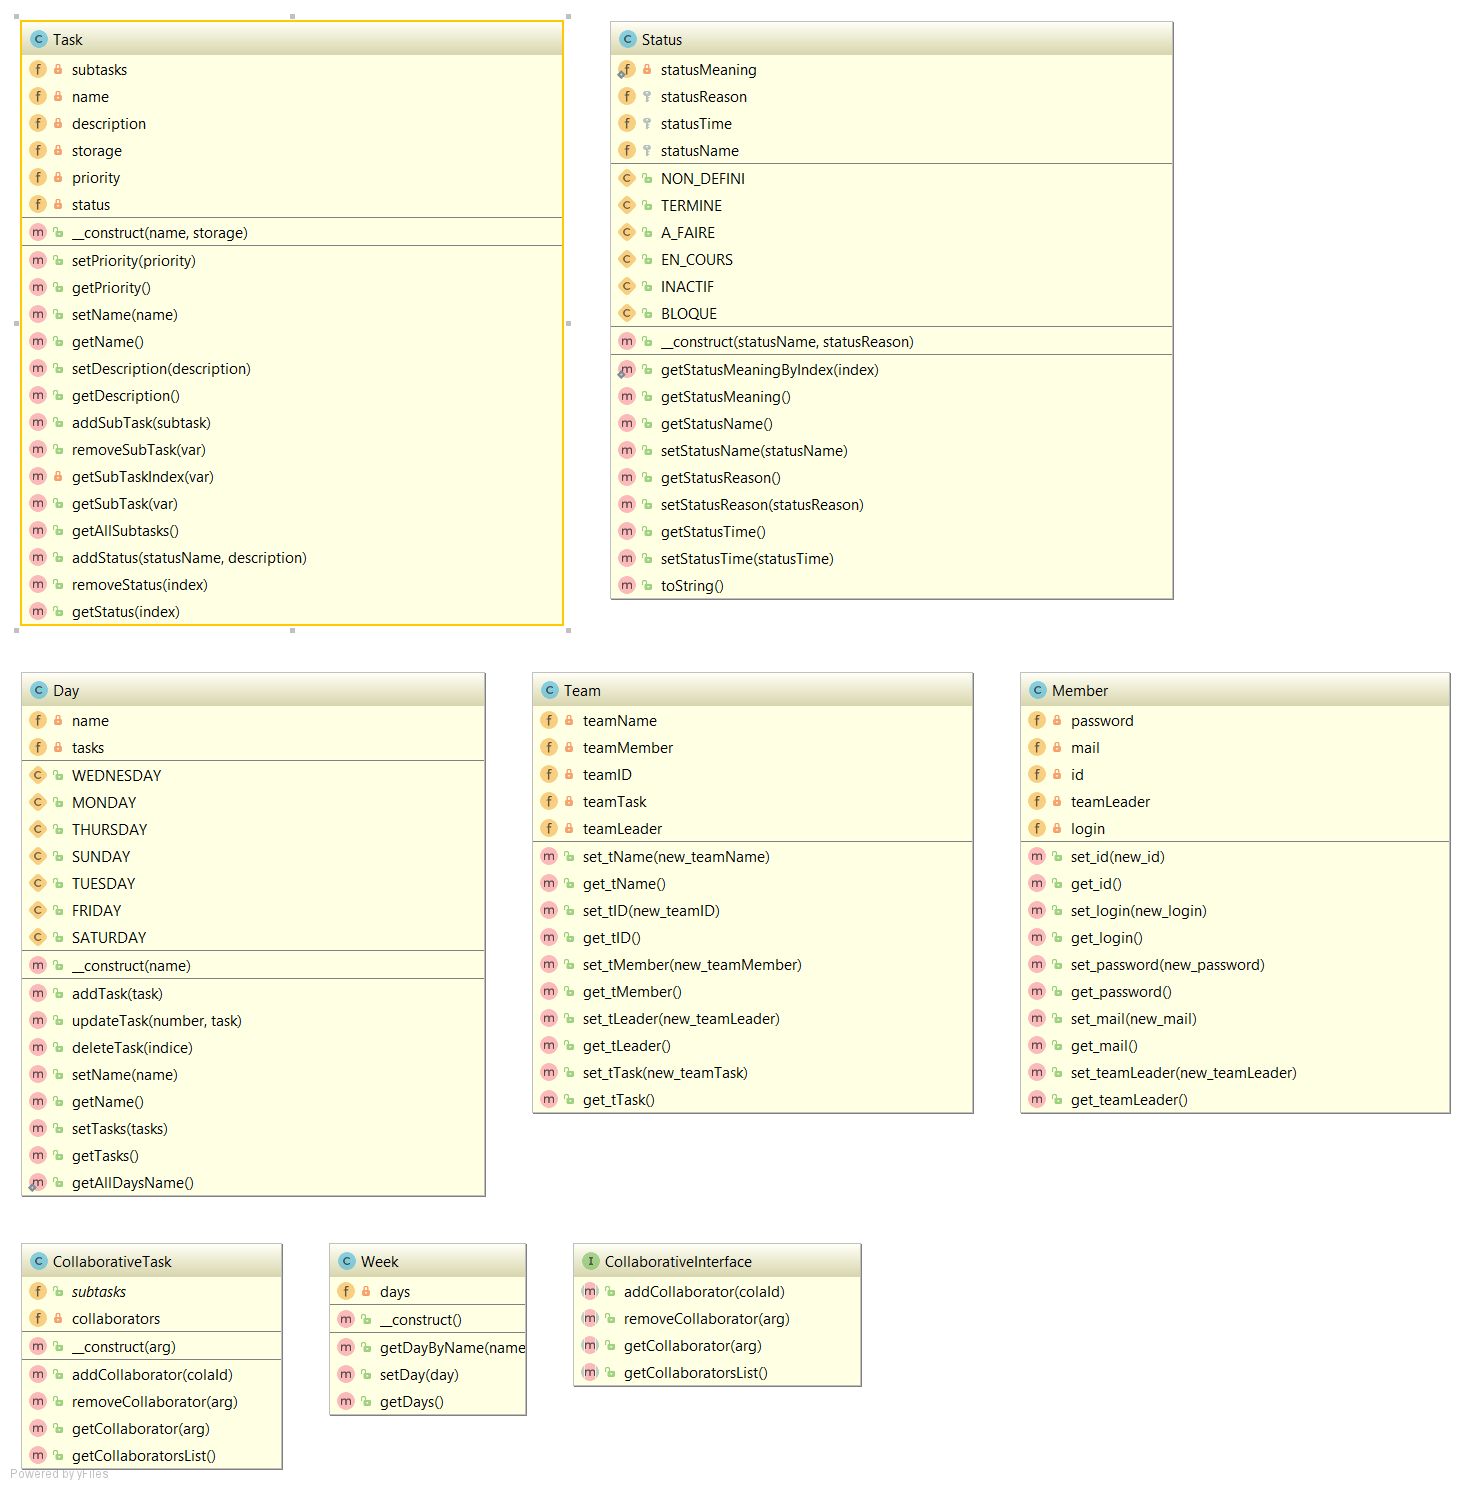 Task
subtasks
name
description
storage
priority
status
__construct(name, storage)
setPriority(priority)
getPriority()
setName(name)
getName()
setDescription(description)
getDescription()
addSubTask(subtask)
removeSubTask(var)
getSubTaskIndex(var)
getSubTask(var)
getAllSubtasks()
addStatus(statusName, description)
removeStatus(index)
getStatus(index)
Status
statusMeaning
statusReason
statusTime
statusName
NON_DEFINI
TERMINE
A_FAIRE
EN_COURS
INACTIF
BLOQUE
__construct(statusName, statusReason)
getStatusMeaningByIndex(index)
getStatusMeaning()
getStatusName()
setStatusName(statusName)
getStatusReason()
setStatusReason(statusReason)
getStatusTime()
setStatusTime(statusTime)
toString()
Day
name
tasks
WEDNESDAY
MONDAY
THURSDAY
SUNDAY
TUESDAY
FRIDAY
SATURDAY
__construct(name)
addTask(task)
updateTask(number, task)
deleteTask(indice)
setName(name)
getName()
setTasks(tasks)
getTasks()
getAllDaysName()
Team
teamName
teamMember
teamID
teamTask
teamLeader
set_tName(new_teamName)
get_tName()
set_tID(new_teamID)
get_tID()
set_tMember(new_teamMember)
get_tMember()
set_tLeader(new_teamLeader)
get_tLeader()
set_tTask(new_teamTask)
get_tTask()
Member
password
mail
id
teamLeader
login
set_id(new_id)
get_id()
set_login(new_login)
get_login()
set_password(new_password)
get_password()
set_mail(new_mail)
get_mail()
set_teamLeader(new_teamLeader)
get_teamLeader()
CollaborativeTask
subtasks
collaborators
__construct(arg)
addCollaborator(colaId)
removeCollaborator(arg)
getCollaborator(arg)
getCollaboratorsList()
Week
days
__construct()
getDayByName(name
setDay(day)
getDays()
CollaborativeInterface
addCollaborator(colaId)
removeCollaborator(arg)
getCollaborator(arg)
getCollaboratorsList()
Powered by yFiles